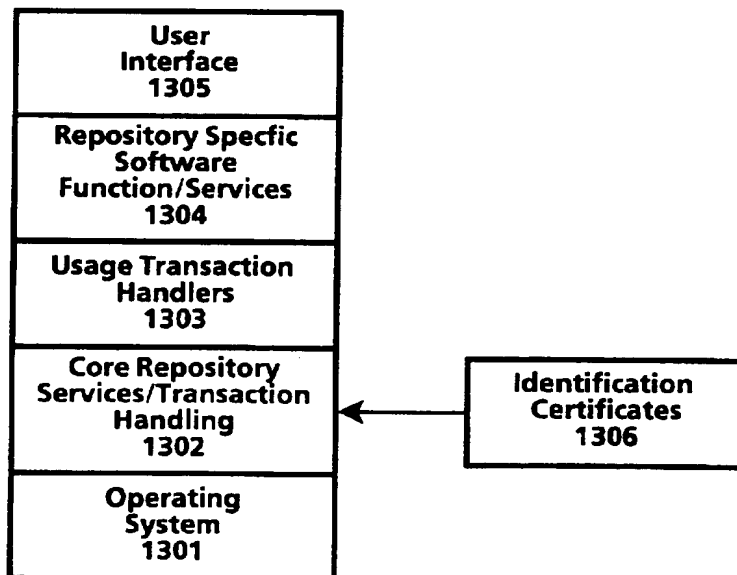 User
Interface
1305
Repository Specfic
Software
Function/Services
1304
Usage Transaction
Handlers
1303
Core Repository
Services/Transaction
Handling
1302
Operating
System
1301
Identification
Certificates
1306